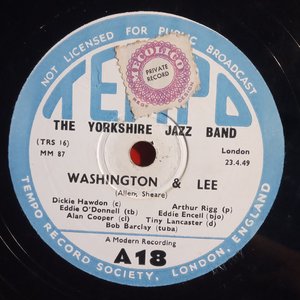 NOT LICENSED FOR PUBLIC BROADCAST
TEMPO
MECOLICO
PRIVATE
RECORD
THE YORKSHIRE JAZZ BAND
(TRS 16)
MM 87
London
23.4.49
WASHINGTON & LEE
(Allen, Sheare)
Dickie Hawdon (c)
Arthur Rigg (p)
Eddie O'Donnell (tb)
Eddie Encell (bjo)
Alan Cooper (cl)
Tiny Lancaster (d)
Bob Barclay (tuba)
A Modern Recording
A18
TEMPO RECORD SOCIETY, LONDON, ENGLAND